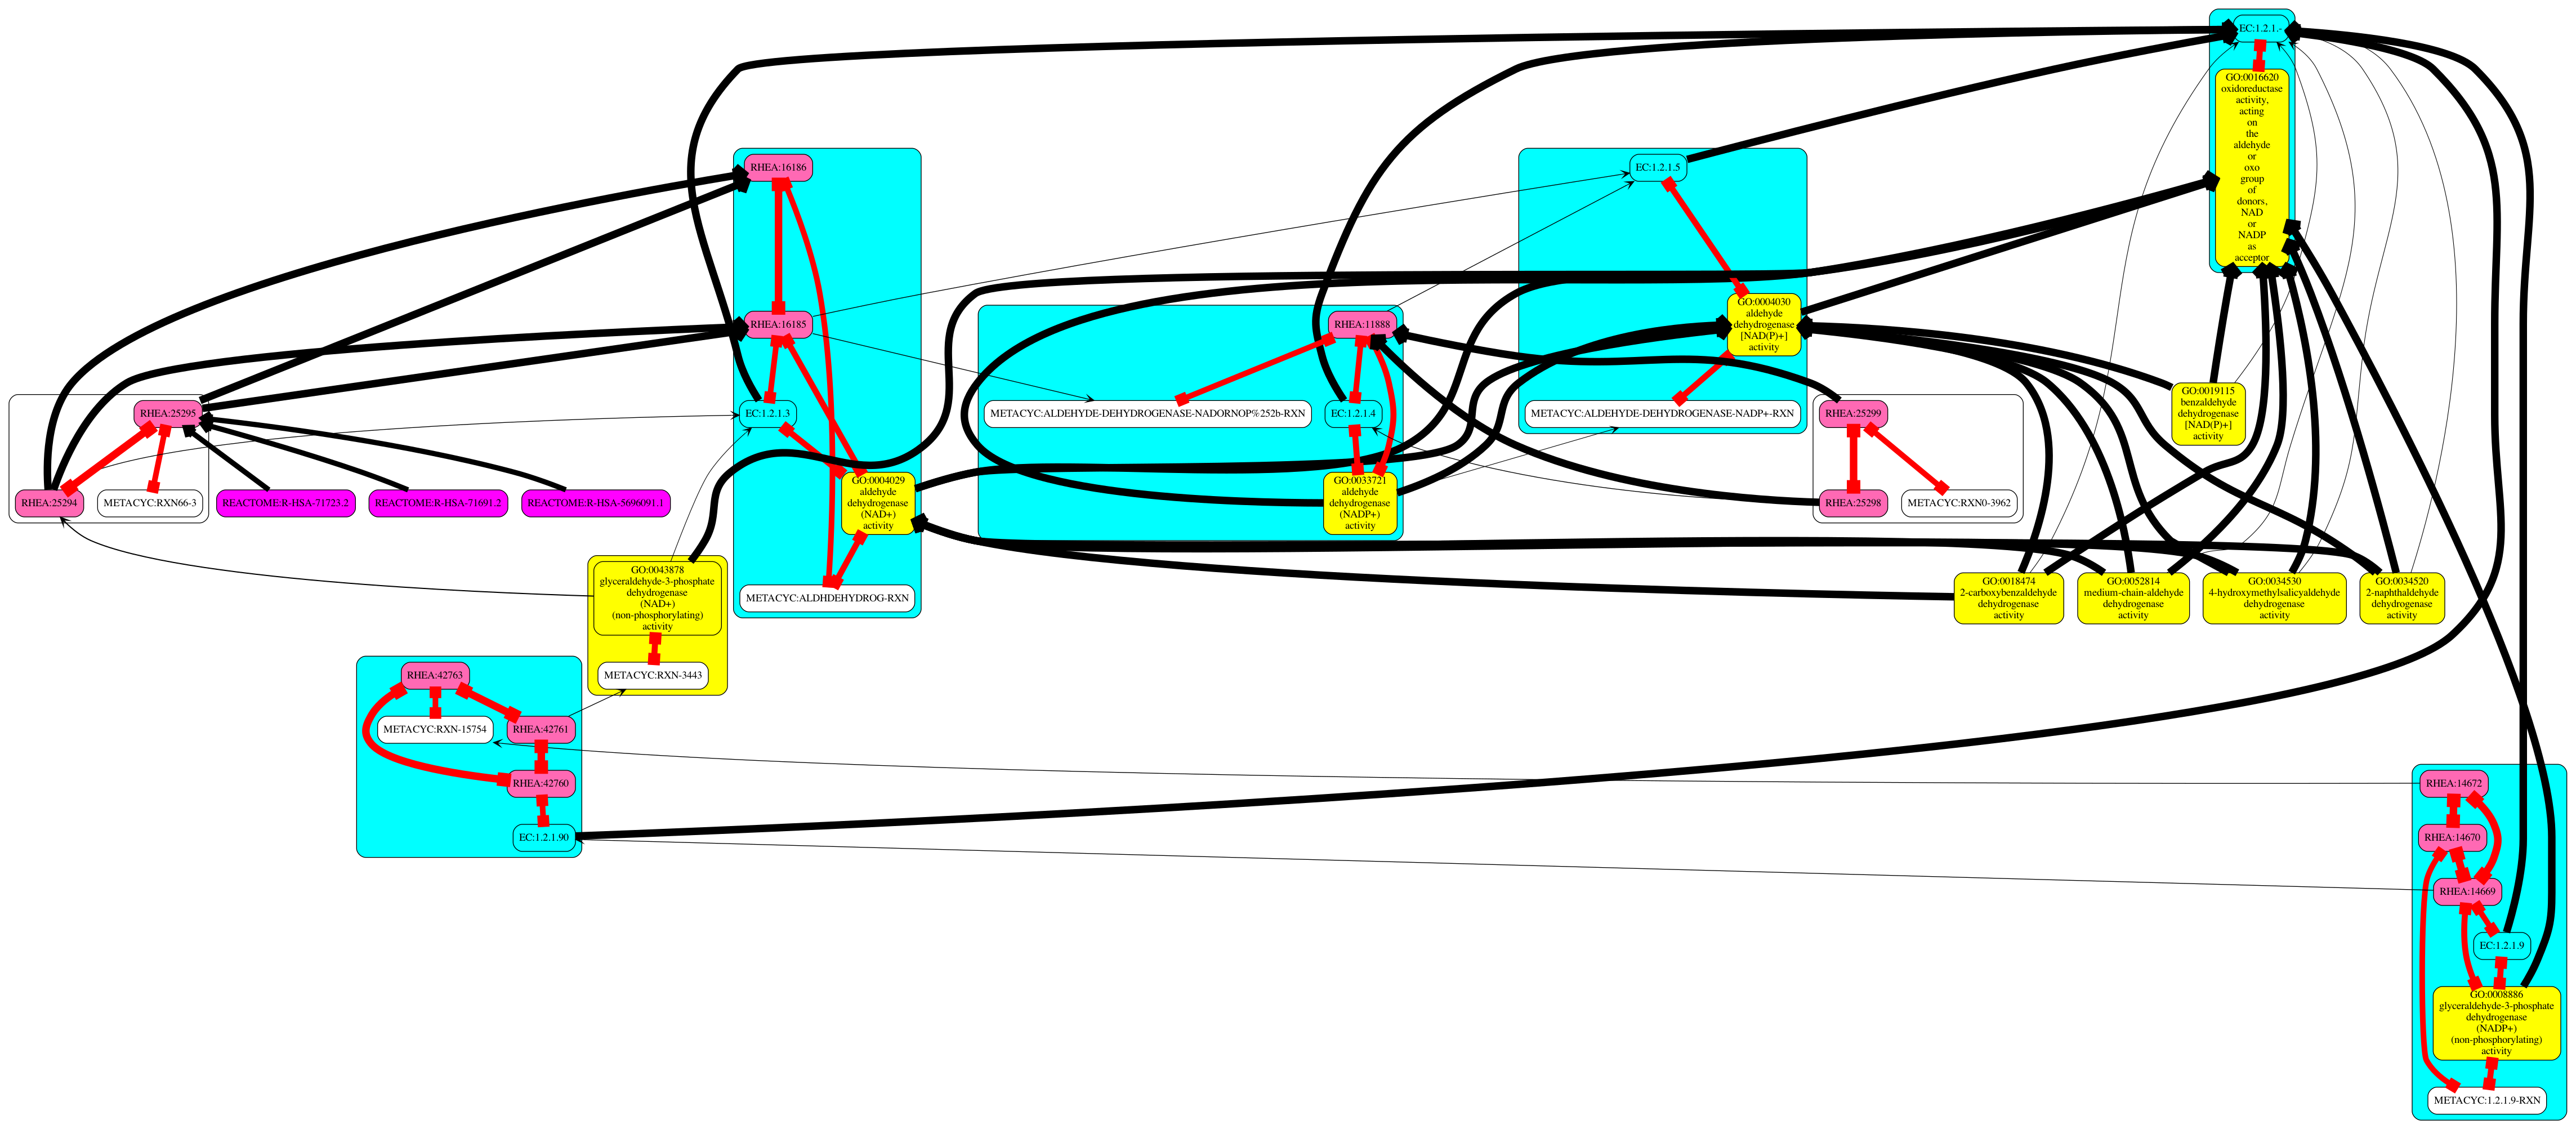 EC:1.2.1.-
GO:0016620
oxidoreductase
activity,
acting
on
the
aldehyde
or
oxo
group
of
donors,
NAD
or
NADP
as
acceptor
RHEA:16186
EC:1.2.1.5
RHEA:16185
RHEA:11888
GO:0004030
aldehyde
dehydrogenase
[NAD(P)+]
activity
RHEA:25295
EC:1.2.1.3
METACYC:ALDEHYDE-DEHYDROGENASE-NADORNOP%252b-RXN
EC:1.2.1.4
METACYC:ALDEHYDE-DEHYDROGENASE-NADP+-RXN
RHEA:25299
GO:0019115
benzaldehyde
dehydrogenase
[NAD(P)+]
activity
RHEA:25294
METACYC:RXN66-3
REACTOME:R-HSA-71723.2
REACTOME:R-HSA-71691.2
REACTOME:R-HSA-5696091.1
GO:0004029
aldehyde
dehydrogenase
(NAD+)
activity
GO:0033721
aldehyde
dehydrogenase
(NADP+)
activity
RHEA:25298
METACYC:RXN0-3962
GO:0043878
glyceraldehyde-3-phosphate
dehydrogenase
(NAD+)
(non-phosphorylating)
activity
METACYC:ALDHDEHYDROG-RXN
GO:0018474
2-carboxybenzaldehyde
dehydrogenase
activity
GO:0052814
medium-chain-aldehyde
dehydrogenase
activity
GO:0034530
4-hydroxymethylsalicyaldehyde
dehydrogenase
activity
GO:0034520
2-naphthaldehyde
dehydrogenase
activity
RHEA:42763
METACYC:RXN-3443
METACYC:RXN-15754
RHEA:42761
RHEA:42760
RHEA:14672
EC:1.2.1.90
RHEA:14670
RHEA:14669
EC:1.2.1.9
GO:0008886
glyceraldehyde-3-phosphate
dehydrogenase
(NADP+)
(non-phosphorylating)
activity
METACYC:1.2.1.9-RXN